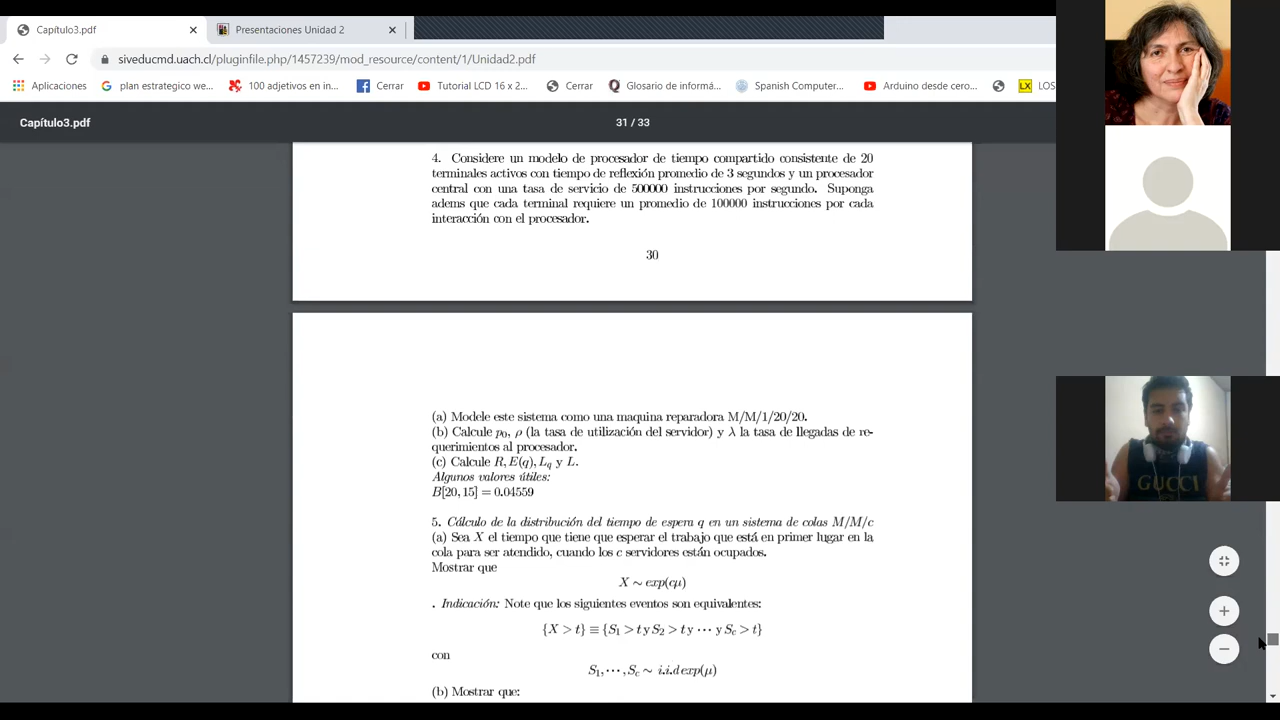 Capítulo3.pdf
Presentaciones Unidad 2
siveducmd.uach.cl/pluginfile.php/1457239/mod_resource/content/1/Unidad2.pdf
Aplicaciones
plan estrategico we...
100 adjetivos en in...
Cerrar
Tutorial LCD 16 x 2...
Cerrar
Glosario de informá...
Spanish Computer...
Arduino desde cero...
LX LOS
Capítulo3.pdf
31 / 33
4. Considere un modelo de procesador de tiempo compartido consistente de 20
terminales activos con tiempo de reflexión promedio de 3 segundos y un procesador
central con una tasa de servicio de 500000 instrucciones por segundo. Suponga
adems que cada terminal requiere un promedio de 100000 instrucciones por cada
interacción con el procesador.
30
(a) Modele este sistema como una maquina reparadora M/M/1/20/20.
(b) Calcule p₀, ρ (la tasa de utilización del servidor) y λ la tasa de llegadas de re-
querimientos al procesador.
(c) Calcule R, E(q), L_q y L.
Algunos valores útiles:
B[20, 15] = 0.04559
5. Cálculo de la distribución del tiempo de espera q en un sistema de colas M/M/c
(a) Sea X el tiempo que tiene que esperar el trabajo que está en primer lugar en la
cola para ser atendido, cuando los c servidores están ocupados.
Mostrar que
X ∼ exp(cμ)
. Indicación: Note que los siguientes eventos son equivalentes:
{X > t} ≡ {S₁ > t y S₂ > t y ··· y S_c > t}
con
S₁, ··· , S_c ∼ i.i.d exp(μ)
(b) Mostrar que:
GUCCI